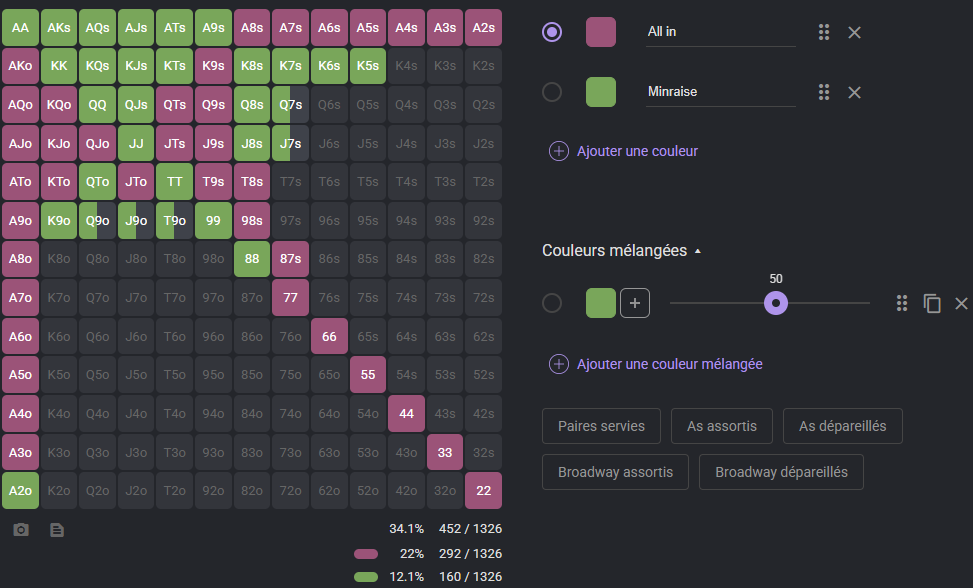 AA AKs AQs AJs ATs A9s A8s A7s A6s A5s A4s A3s A2s
AKo KK KQs KJs KTs K9s K8s K7s K6s K5s K4s K3s K2s
AQo KQo QQ QJs QTs Q9s Q8s Q7s Q6s Q5s Q4s Q3s Q2s
AJo KJo QJo JJ JTs J9s J8s J7s J6s J5s J4s J3s J2s
ATo KTo QTo JTo TT T9s T8s T7s T6s T5s T4s T3s T2s
A9o K9o Q9o J9o T9o 99 98s 97s 96s 95s 94s 93s 92s
A8o K8o Q8o J8o T8o 98o 88 87s 86s 85s 84s 83s 82s
A7o K7o Q7o J7o T7o 97o 87o 77 76s 75s 74s 73s 72s
A6o K6o Q6o J6o T6o 96o 86o 76o 66 65s 64s 63s 62s
A5o K5o Q5o J5o T5o 95o 85o 75o 65o 55 54s 53s 52s
A4o K4o Q4o J4o T4o 94o 84o 74o 64o 54o 44 43s 42s
A3o K3o Q3o J3o T3o 93o 83o 73o 63o 53o 43o 33 32s
A2o K2o Q2o J2o T2o 92o 82o 72o 62o 52o 42o 32o 22
34.1% 452 / 1326
22% 292 / 1326
12.1% 160 / 1326
All in
Minraise
Ajouter une couleur
Couleurs mélangées
50
Ajouter une couleur mélangée
Paires servies As assortis As dépareillés
Broadway assortis Broadway dépareillés